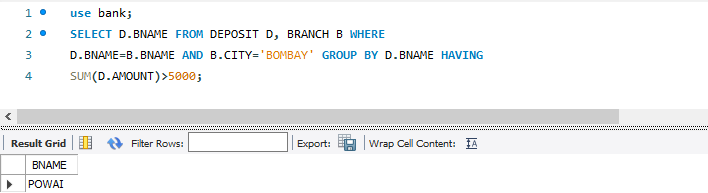 1 use bank;
2 SELECT D.BNAME FROM DEPOSIT D, BRANCH B WHERE
3 D.BNAME=B.BNAME AND B.CITY='BOMBAY' GROUP BY D.BNAME HAVING
4 SUM(D.AMOUNT)>5000;
Result Grid Filter Rows: Export: Wrap Cell Content: IA
BNAME
POWAI